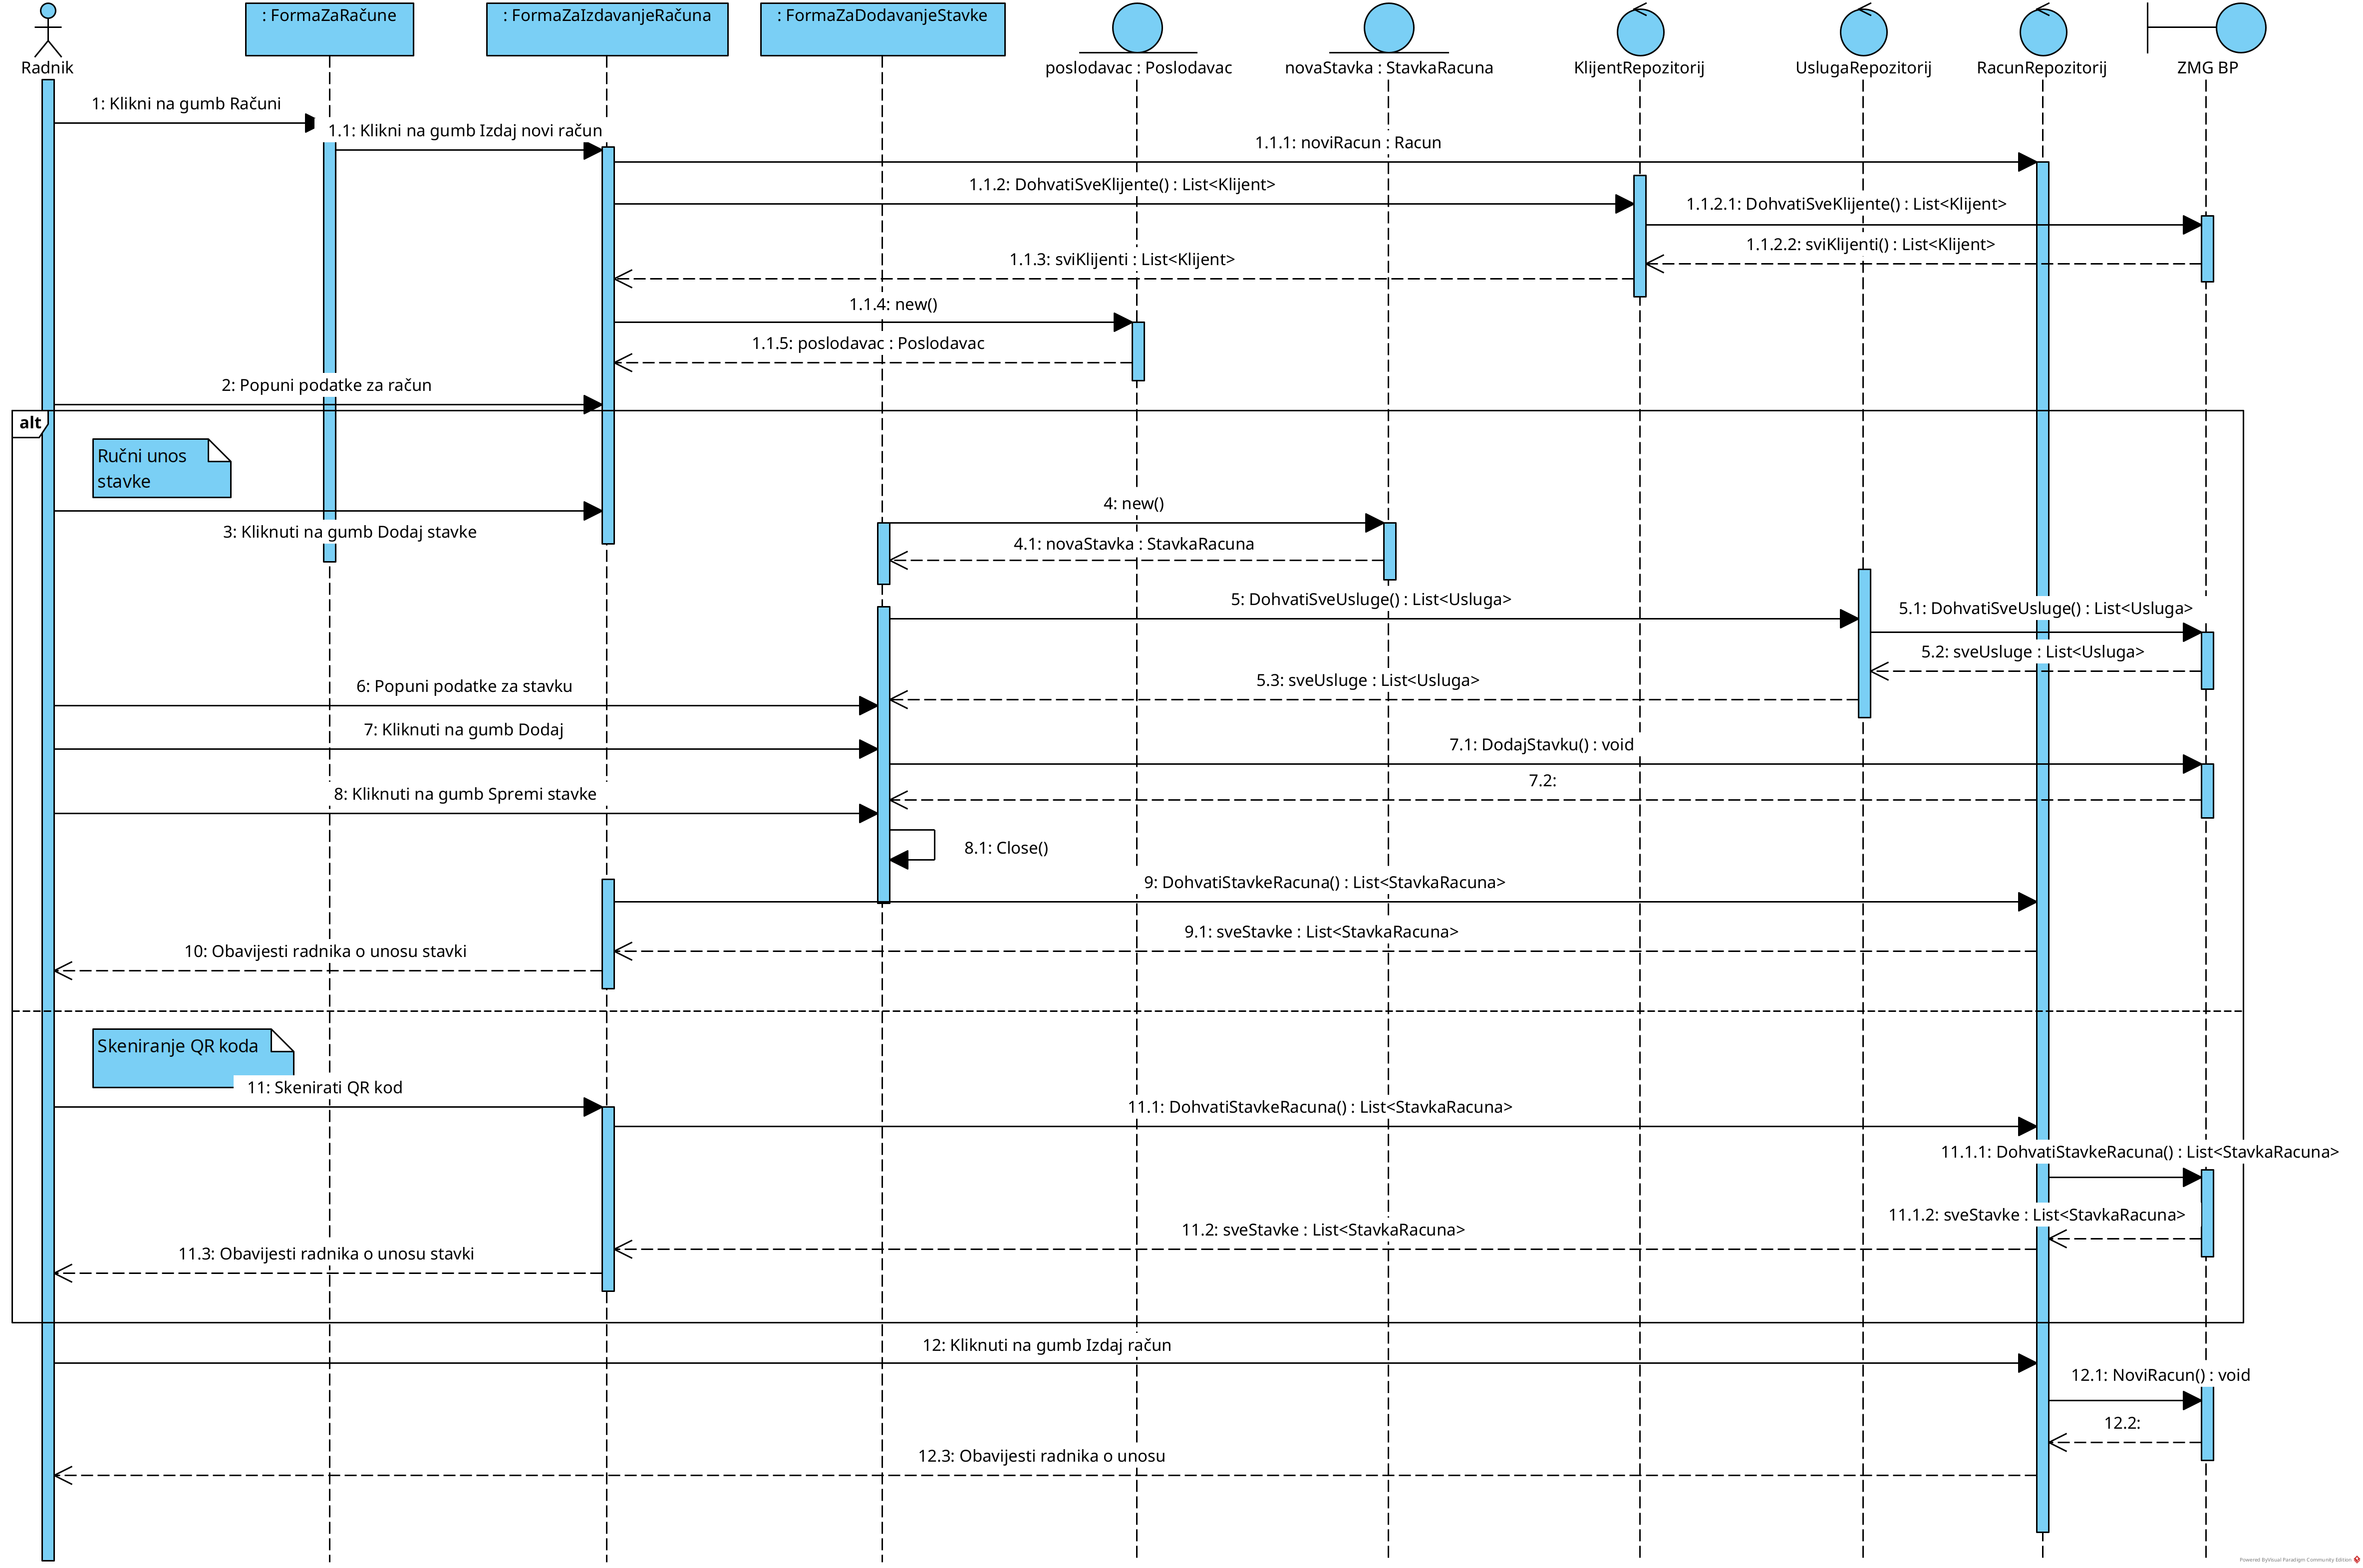 : FormaZaRačune
: FormaZaIzdavanjeRačuna
: FormaZaDodavanjeStavke
Radnik
poslodavac : Poslodavac
novaStavka : StavkaRacuna
KlijentRepozitorij
UslugaRepozitorij
RacunRepozitorij
ZMG BP
1: Klikni na gumb Računi
1.1: Klikni na gumb Izdaj novi račun
1.1.1: noviRacun : Racun
1.1.2: DohvatiSveKlijente() : List<Klijent>
1.1.2.1: DohvatiSveKlijente() : List<Klijent>
1.1.2.2: sviKlijenti() : List<Klijent>
1.1.3: sviKlijenti : List<Klijent>
1.1.4: new()
1.1.5: poslodavac : Poslodavac
2: Popuni podatke za račun
alt
Ručni unos
stavke
3: Kliknuti na gumb Dodaj stavke
4: new()
4.1: novaStavka : StavkaRacuna
5: DohvatiSveUsluge() : List<Usluga>
5.1: DohvatiSveUsluge() : List<Usluga>
5.2: sveUsluge : List<Usluga>
5.3: sveUsluge : List<Usluga>
6: Popuni podatke za stavku
7: Kliknuti na gumb Dodaj
7.1: DodajStavku() : void
7.2:
8: Kliknuti na gumb Spremi stavke
8.1: Close()
9: DohvatiStavkeRacuna() : List<StavkaRacuna>
9.1: sveStavke : List<StavkaRacuna>
10: Obavijesti radnika o unosu stavki
Skeniranje QR koda
11: Skenirati QR kod
11.1: DohvatiStavkeRacuna() : List<StavkaRacuna>
11.1.1: DohvatiStavkeRacuna() : List<StavkaRacuna>
11.1.2: sveStavke : List<StavkaRacuna>
11.2: sveStavke : List<StavkaRacuna>
11.3: Obavijesti radnika o unosu stavki
12: Kliknuti na gumb Izdaj račun
12.1: NoviRacun() : void
12.2:
12.3: Obavijesti radnika o unosu
Powered By Visual Paradigm Community Edition